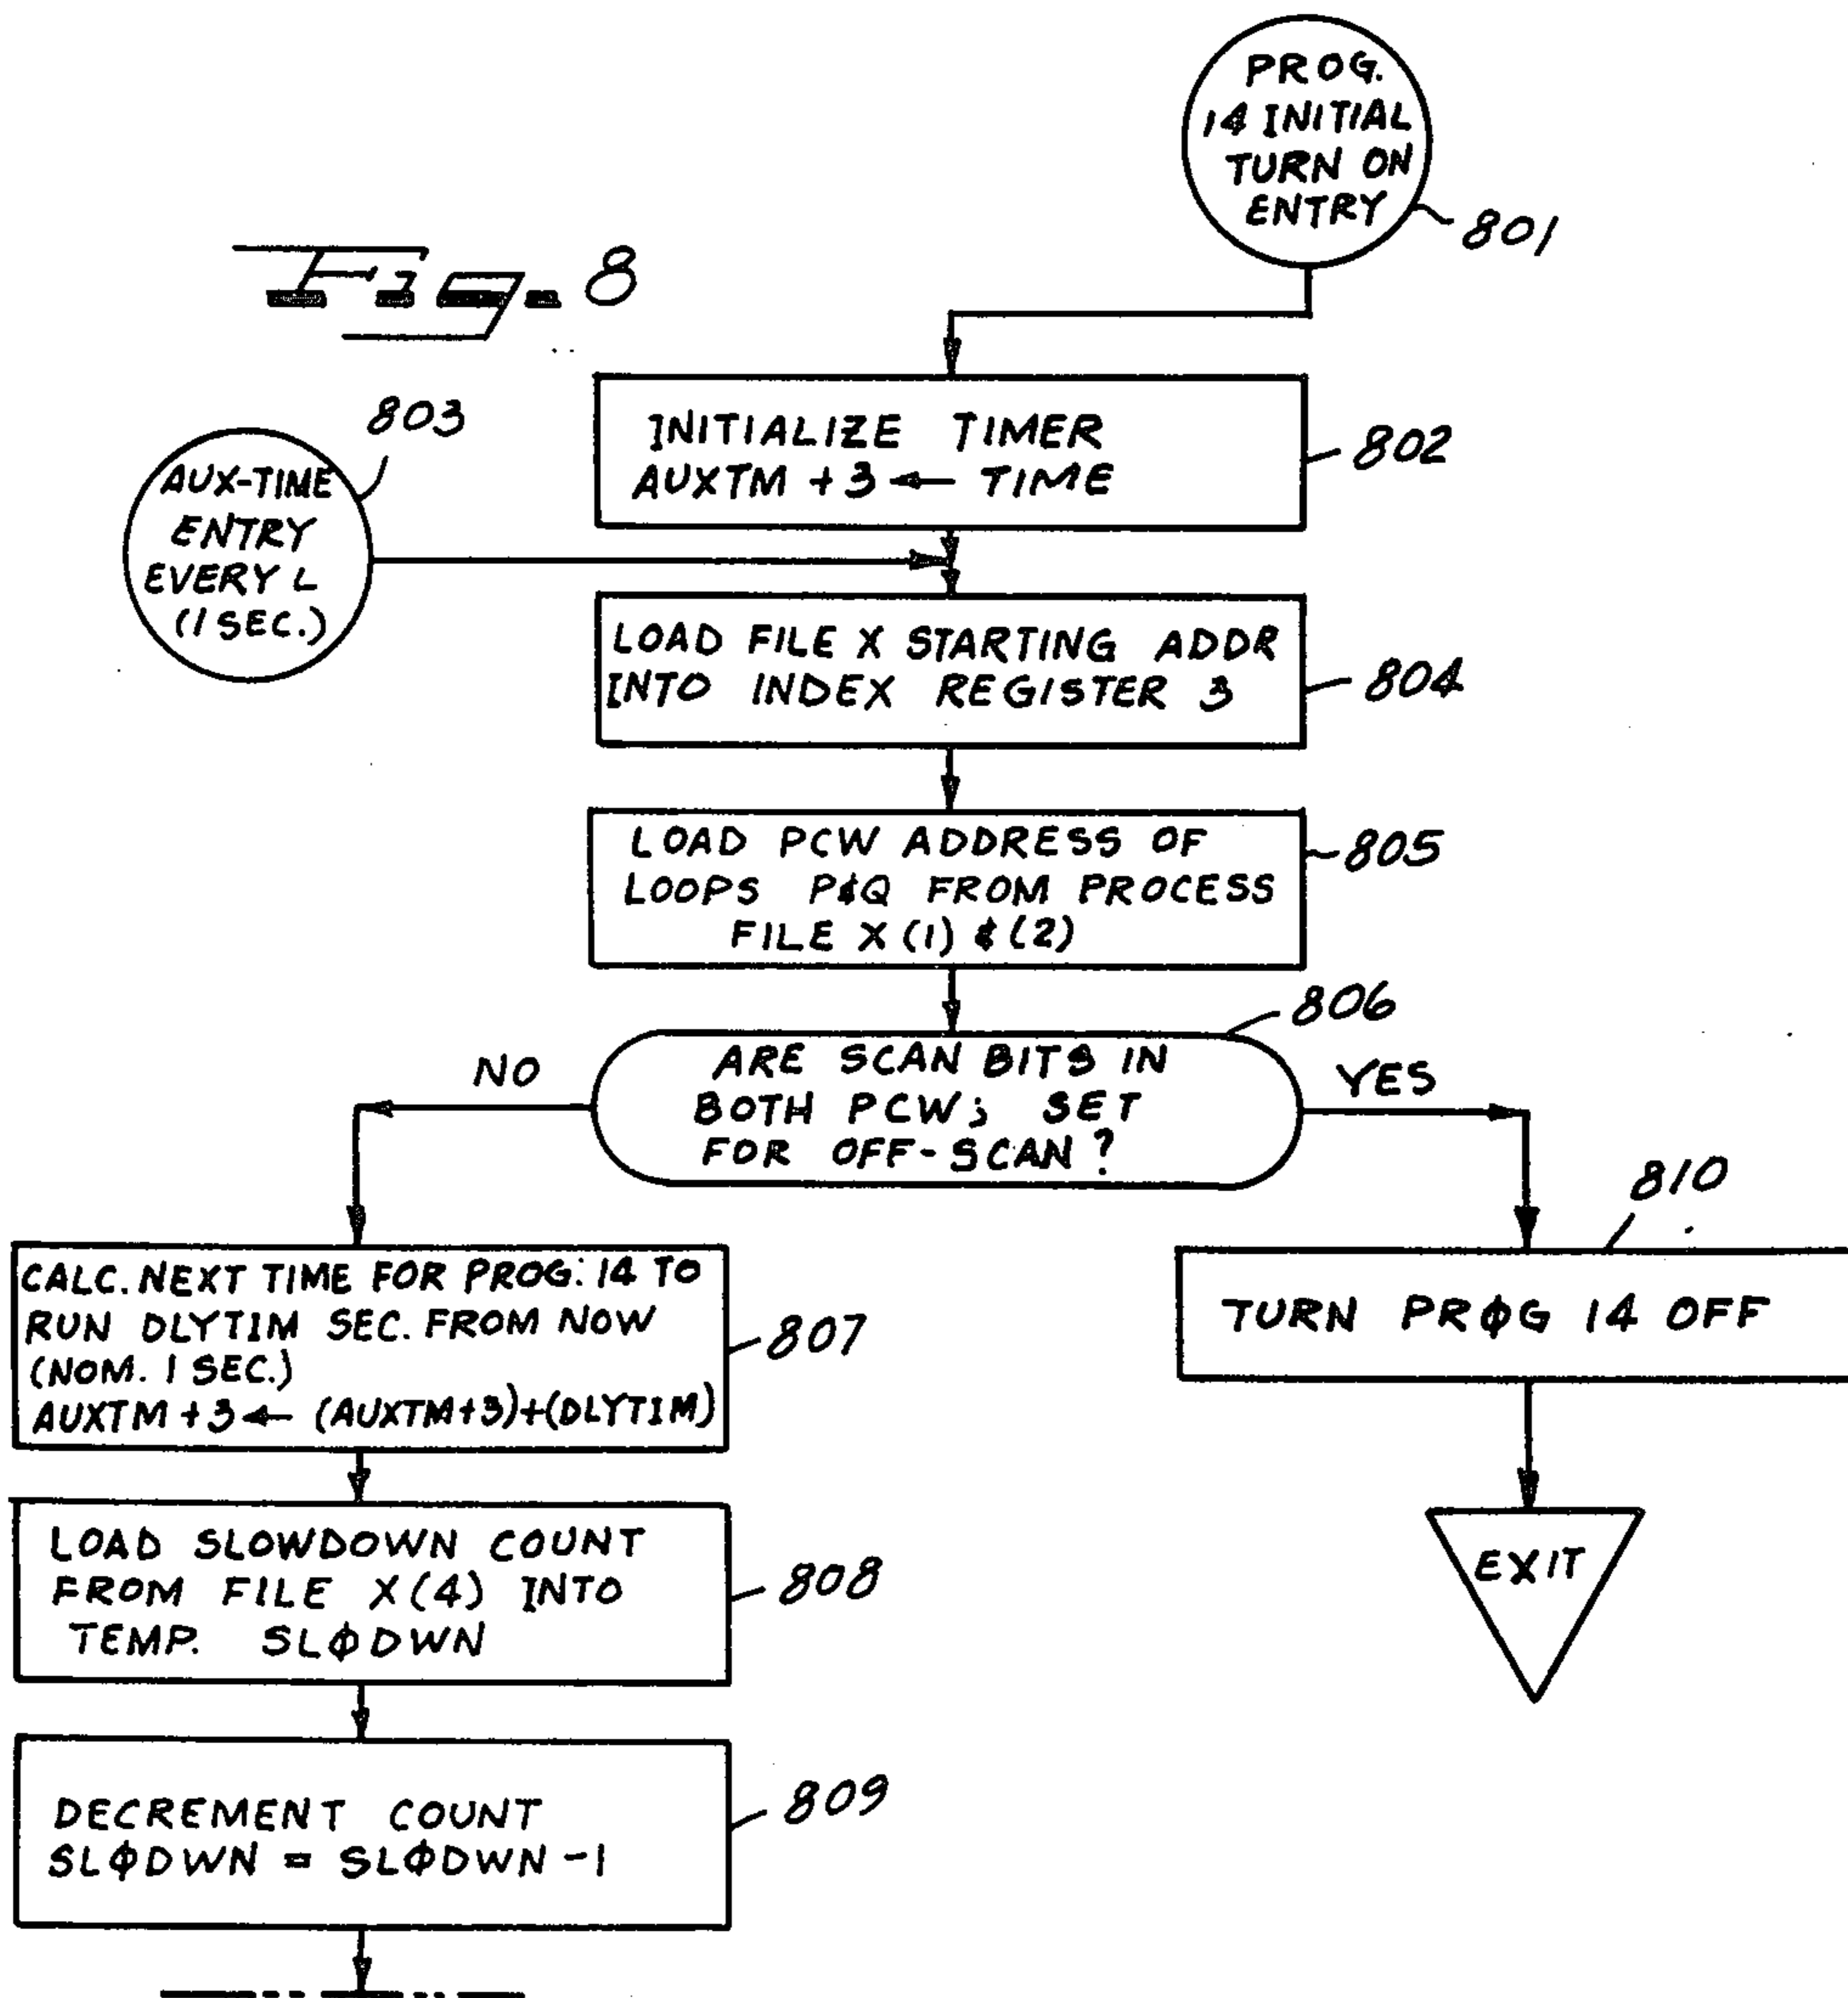 PROG.
14 INITIAL
TURN ON
ENTRY
801
Fig. 8
INITIALIZE TIMER
AUXTM + 3 ← TIME
802
803
AUX-TIME
ENTRY
EVERY L
(1 SEC.)
LOAD FILE X STARTING ADDR
INTO INDEX REGISTER 3
804
LOAD PCW ADDRESS OF
LOOPS P&Q FROM PROCESS
FILE X (1) & (2)
805
806
ARE SCAN BITS IN
BOTH PCW; SET
FOR OFF-SCAN?
NO
YES
CALC. NEXT TIME FOR PROG. 14 TO
RUN DLYTIM SEC. FROM NOW
(NOM. 1 SEC.)
AUXTM + 3 ← (AUXTM+3)+(DLYTIM)
807
810
TURN PRØG 14 OFF
EXIT
LOAD SLOWDOWN COUNT
FROM FILE X(4) INTO
TEMP. SLØDWN
808
DECREMENT COUNT
SLØDWN = SLØDWN -1
809